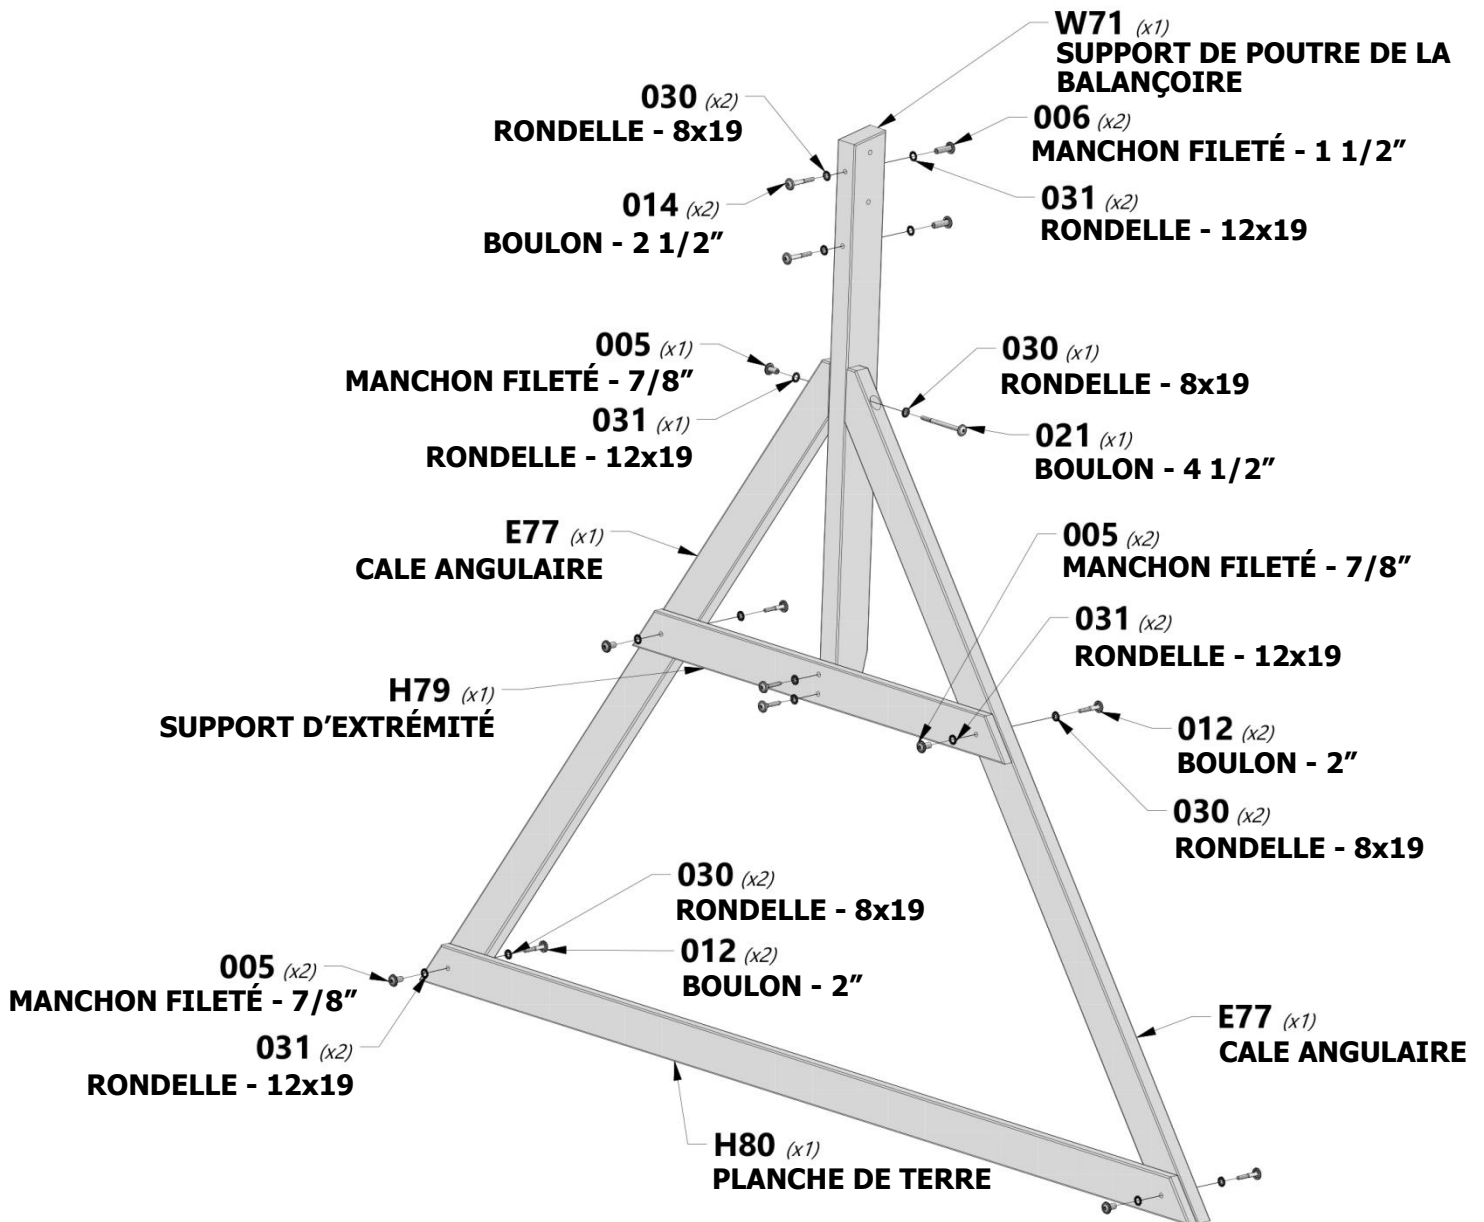 W71 (x1)
SUPPORT DE POUTRE DE LA
BALANÇOIRE
030 (x2)
RONDELLE - 8x19
006 (x2)
MANCHON FILETÉ - 1 1/2”
014 (x2)
BOULON - 2 1/2”
031 (x2)
RONDELLE - 12x19
005 (x1)
MANCHON FILETÉ - 7/8”
030 (x1)
RONDELLE - 8x19
031 (x1)
RONDELLE - 12x19
021 (x1)
BOULON - 4 1/2”
E77 (x1)
CALE ANGULAIRE
005 (x2)
MANCHON FILETÉ - 7/8”
031 (x2)
RONDELLE - 12x19
H79 (x1)
SUPPORT D’EXTRÉMITÉ
012 (x2)
BOULON - 2”
030 (x2)
RONDELLE - 8x19
030 (x2)
RONDELLE - 8x19
012 (x2)
BOULON - 2”
005 (x2)
MANCHON FILETÉ - 7/8”
031 (x2)
RONDELLE - 12x19
E77 (x1)
CALE ANGULAIRE
H80 (x1)
PLANCHE DE TERRE